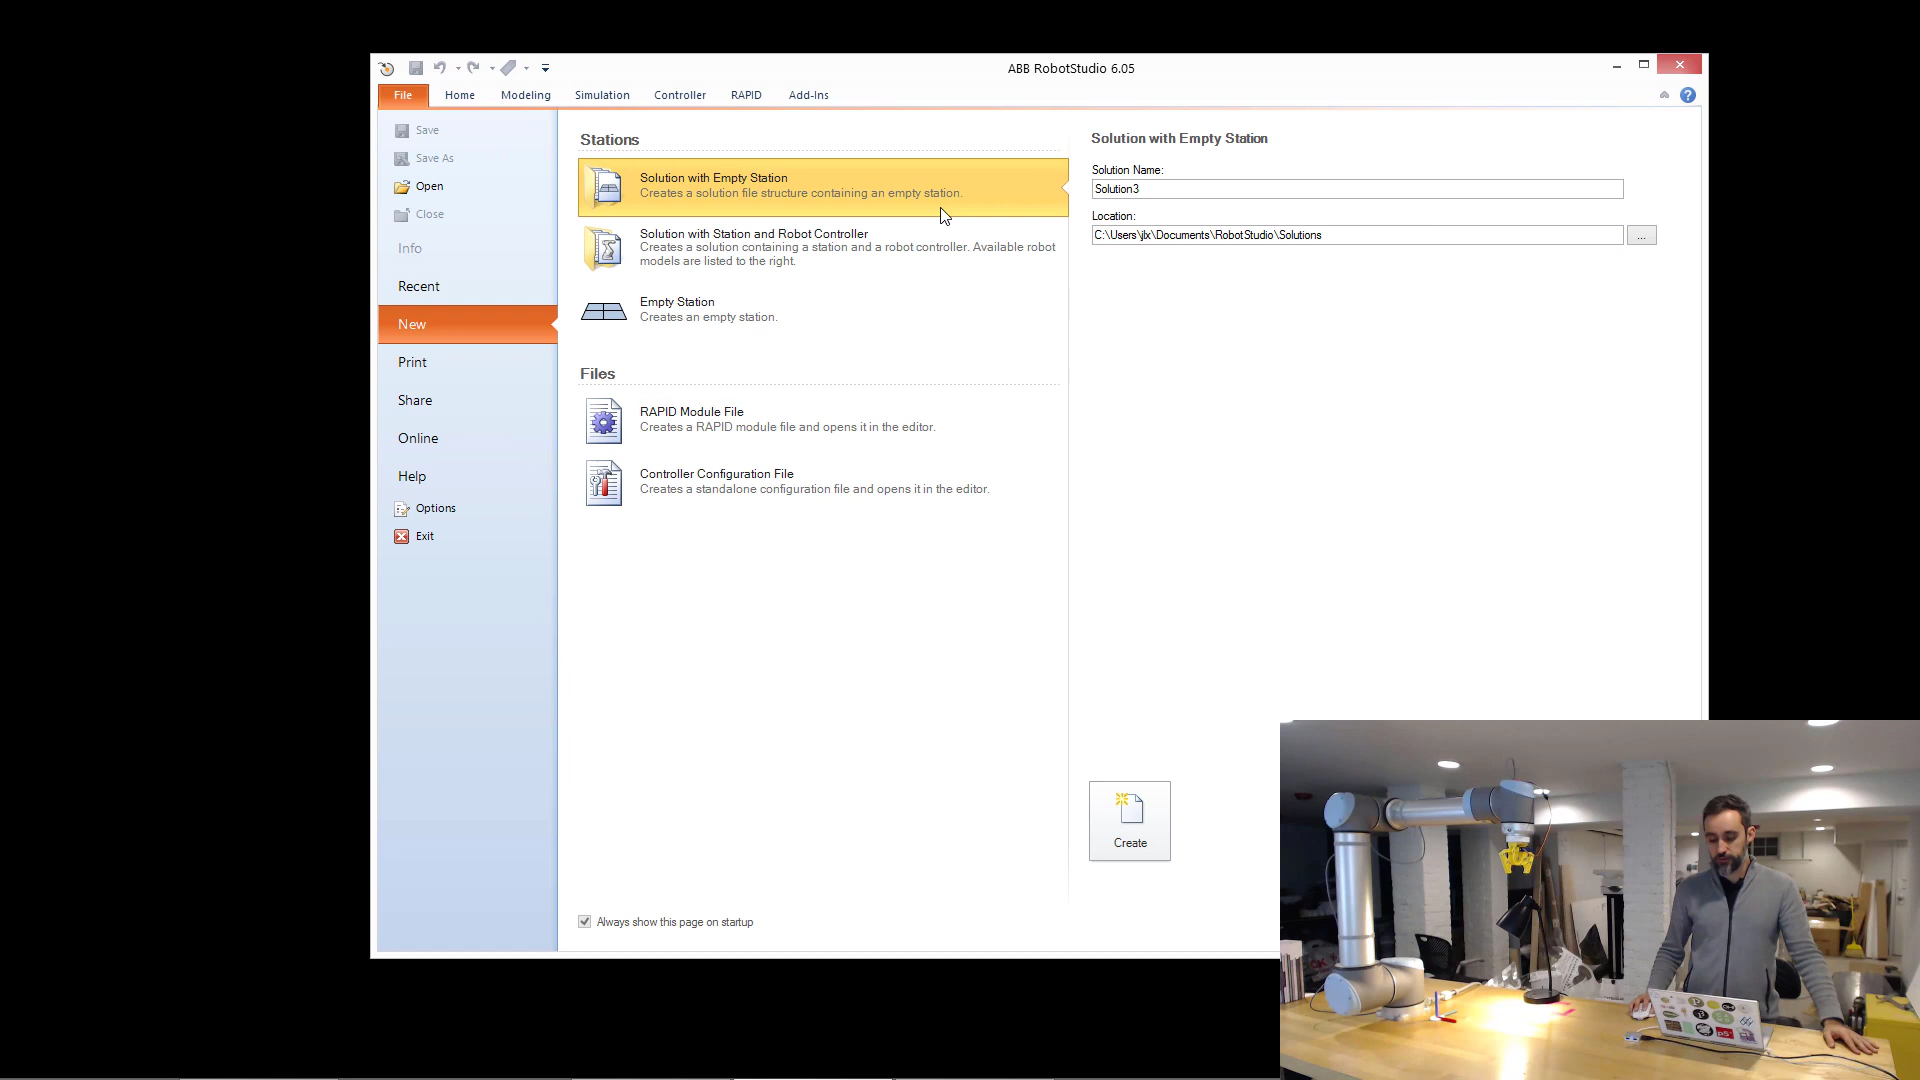 ABB RobotStudio 6.05
File Home Modeling Simulation Controller RAPID Add-Ins
Save
Save As
Open
Close
Info
Recent
New
Print
Share
Online
Help
Options
Exit
Stations
Solution with Empty Station
Creates a solution file structure containing an empty station.
Solution with Station and Robot Controller
Creates a solution containing a station and a robot controller. Available robot
models are listed to the right.
Empty Station
Creates an empty station.
Files
RAPID Module File
Creates a RAPID module file and opens it in the editor.
Controller Configuration File
Creates a standalone configuration file and opens it in the editor.
Always show this page on startup
Solution with Empty Station
Solution Name:
Solution3
Location:
C:\Users\jlx\Documents\RobotStudio\Solutions
...
Create